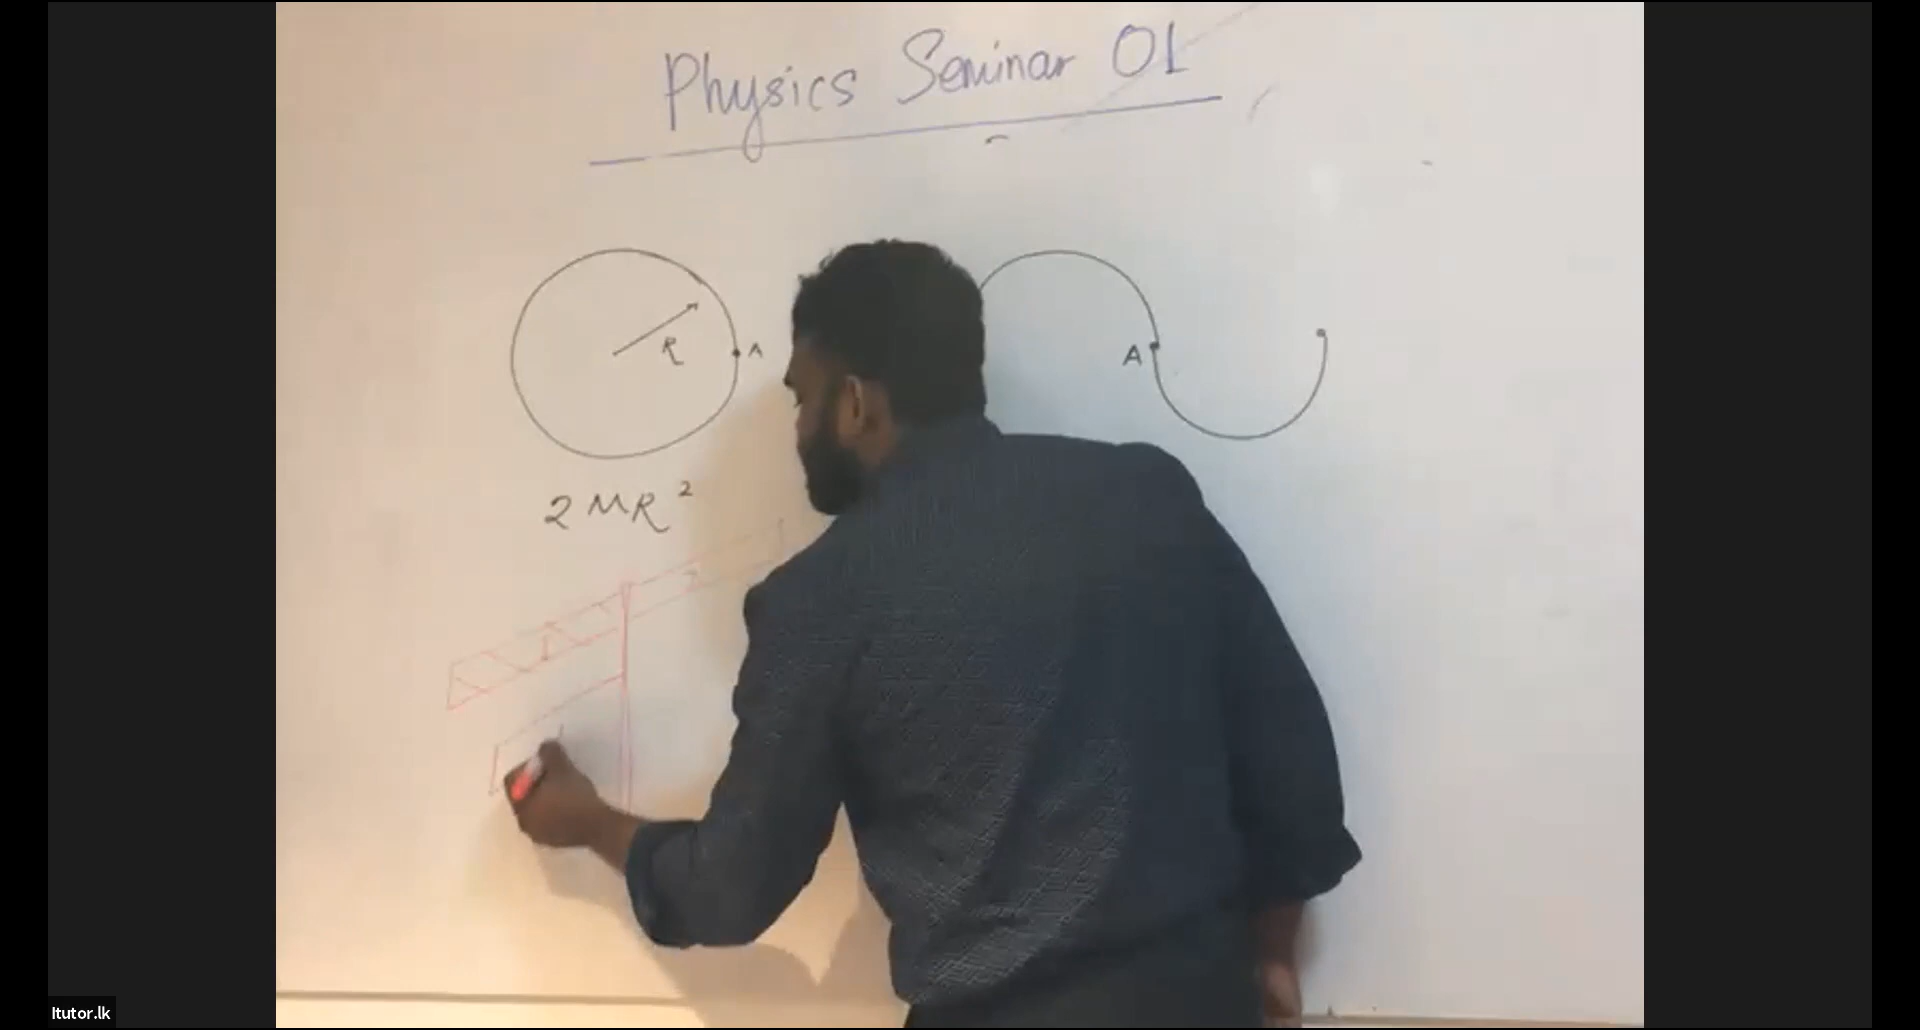 Physics Seminar 01
R
A
A
2MR²
Itutor.lk